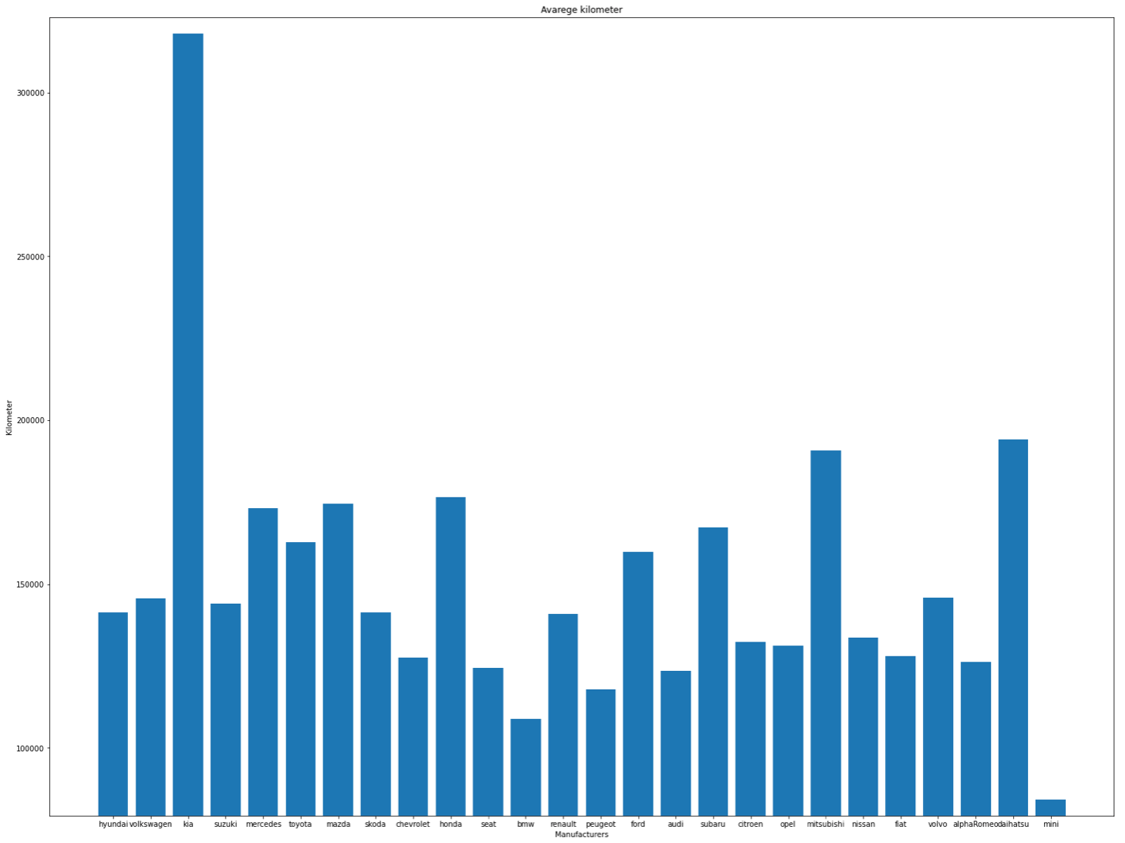 Avarege kilometer
300000
250000
200000
150000
100000
Kilometer
hyundai volkswagen kia suzuki mercedes toyota mazda skoda chevrolet honda seat bmw renault peugeot ford audi subaru citroen opel mitsubishi nissan fiat volvo alphaRomeo daihatsu mini
Manufacturers